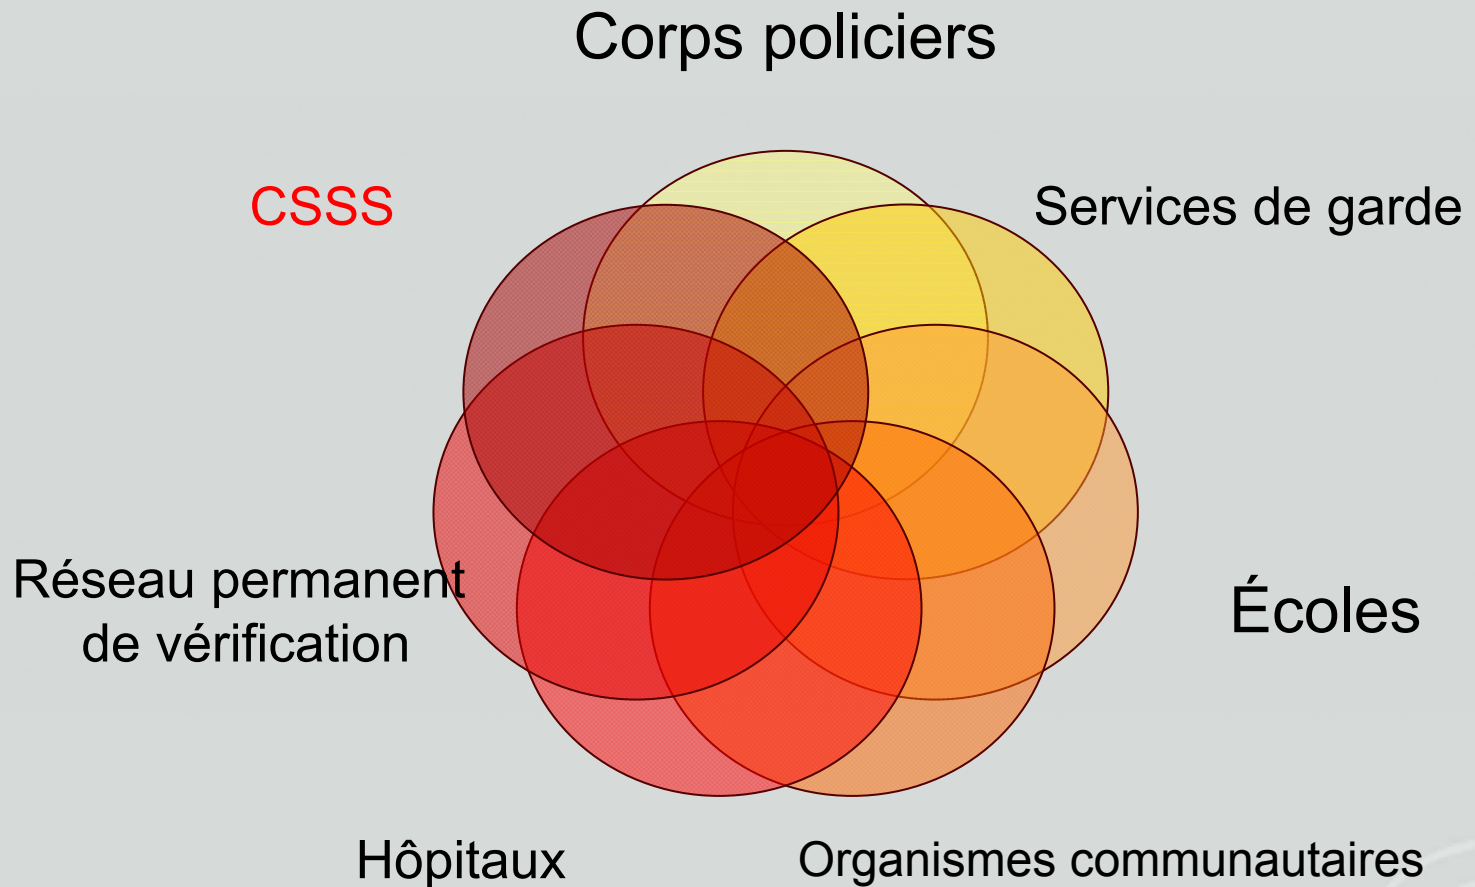 Corps policiers
CSSS
Services de garde
Réseau permanent
de vérification
Écoles
Hôpitaux
Organismes communautaires